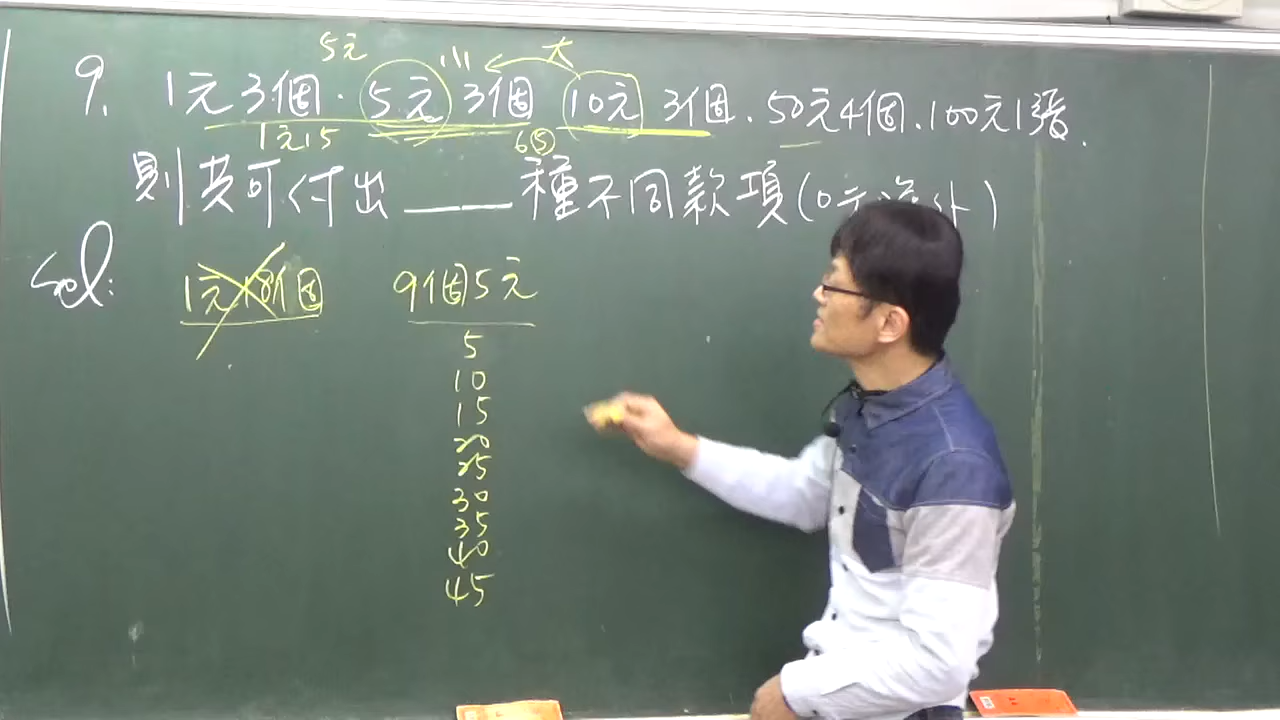 5元 小 大
9. 1元3個.5元3個 10元3個.50元4個.100元1張.
1元15 6⑤
則共可付出____種不同款項(0元 外)
sol: 1元18個 9個5元
5
10
15
20
25
30
35
40
45